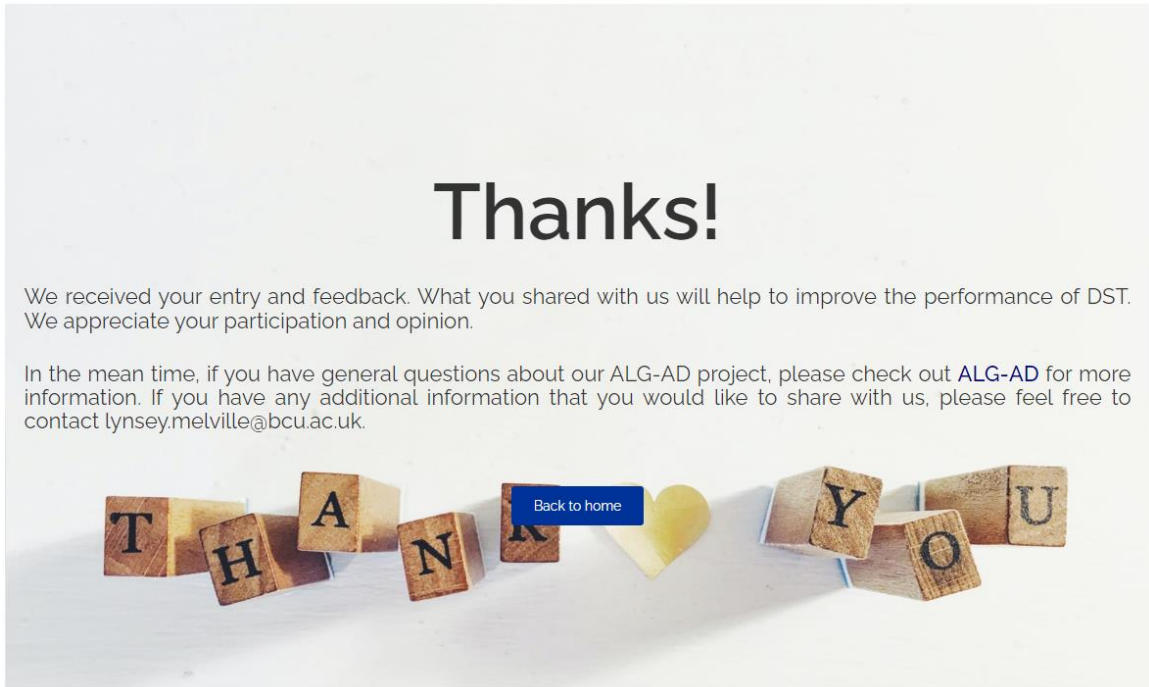 Thanks!
We received your entry and feedback. What you shared with us will help to improve the performance of DST.
We appreciate your participation and opinion.
In the mean time, if you have general questions about our ALG-AD project, please check out ALG-AD for more
information. If you have any additional information that you would like to share with us, please feel free to
contact lynsey.melville@bcu.ac.uk.
Back to home
THANK YOU